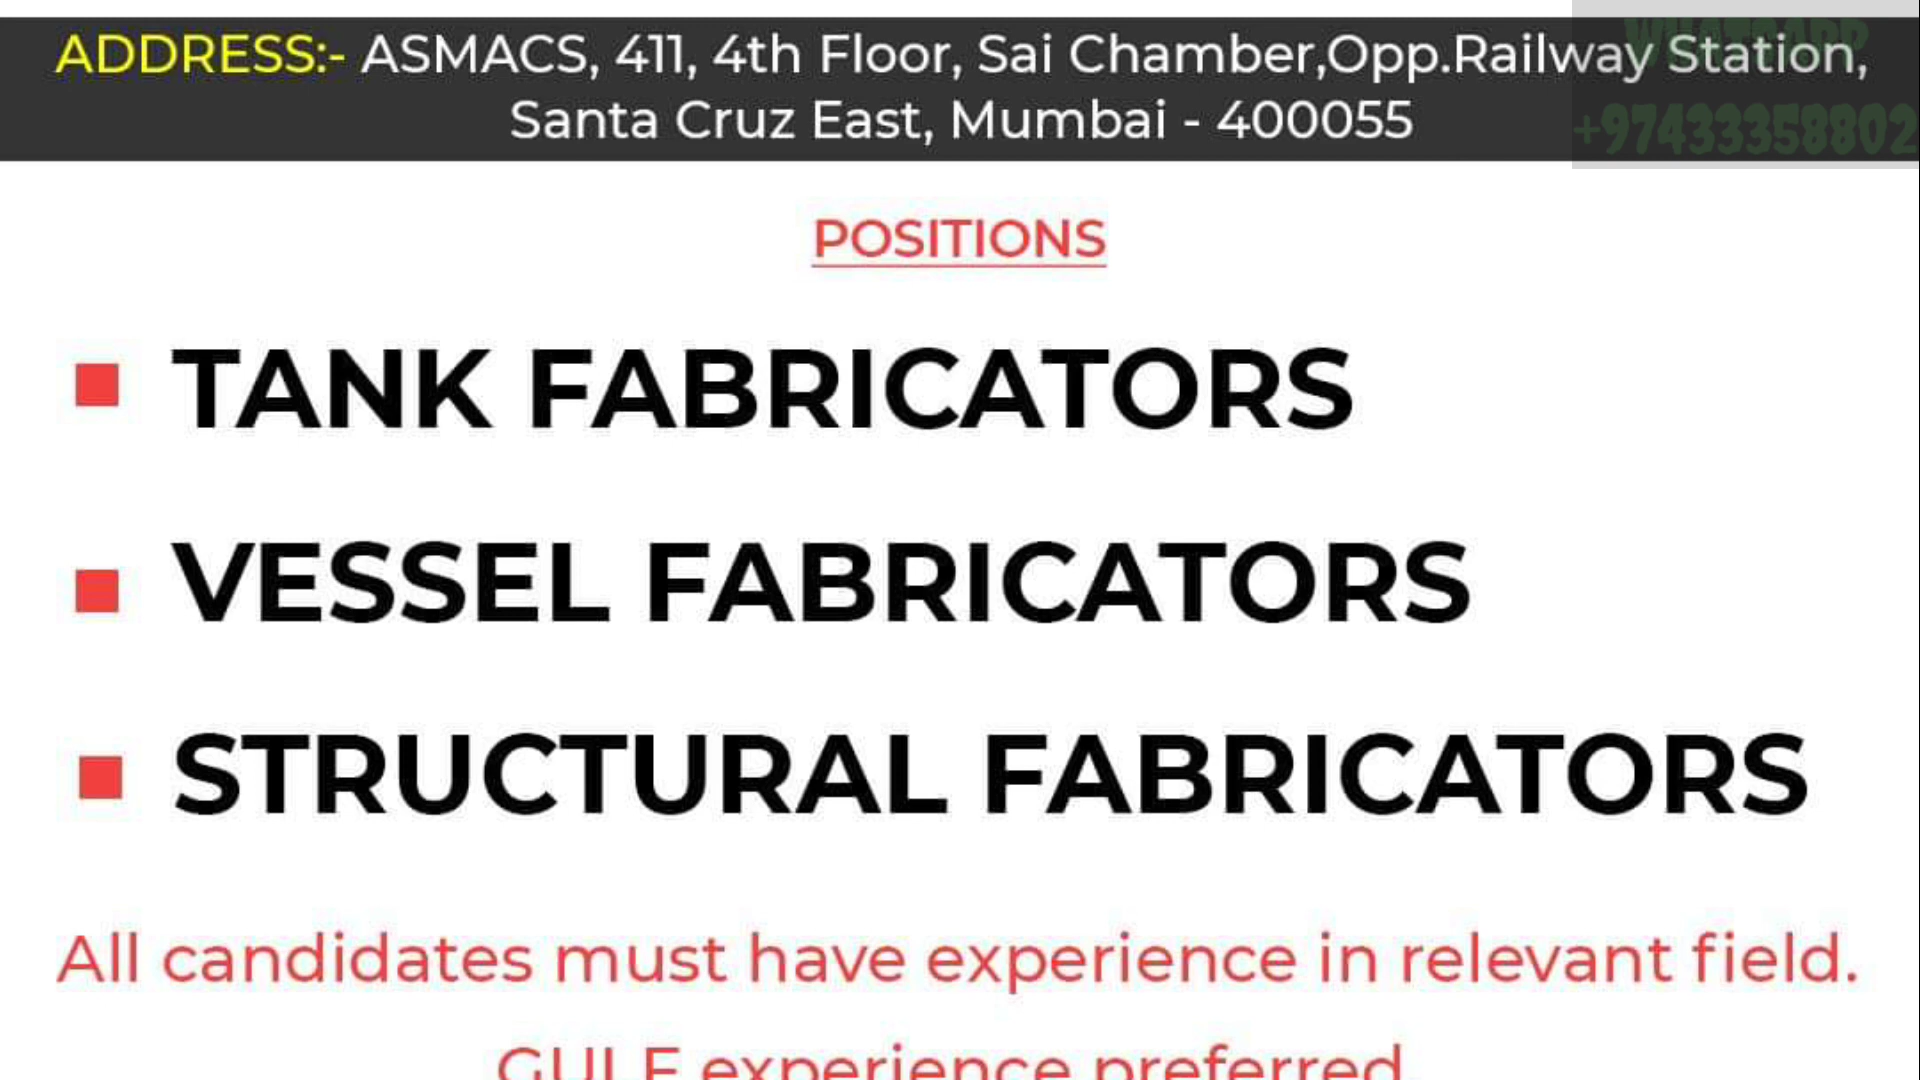 ADDRESS:- ASMACS, 411, 4th Floor, Sai Chamber,Opp.Railway Station,
Santa Cruz East, Mumbai - 400055
WHATSAPP
+97433358802
POSITIONS
TANK FABRICATORS
VESSEL FABRICATORS
STRUCTURAL FABRICATORS
All candidates must have experience in relevant field.
GULF experience preferred.